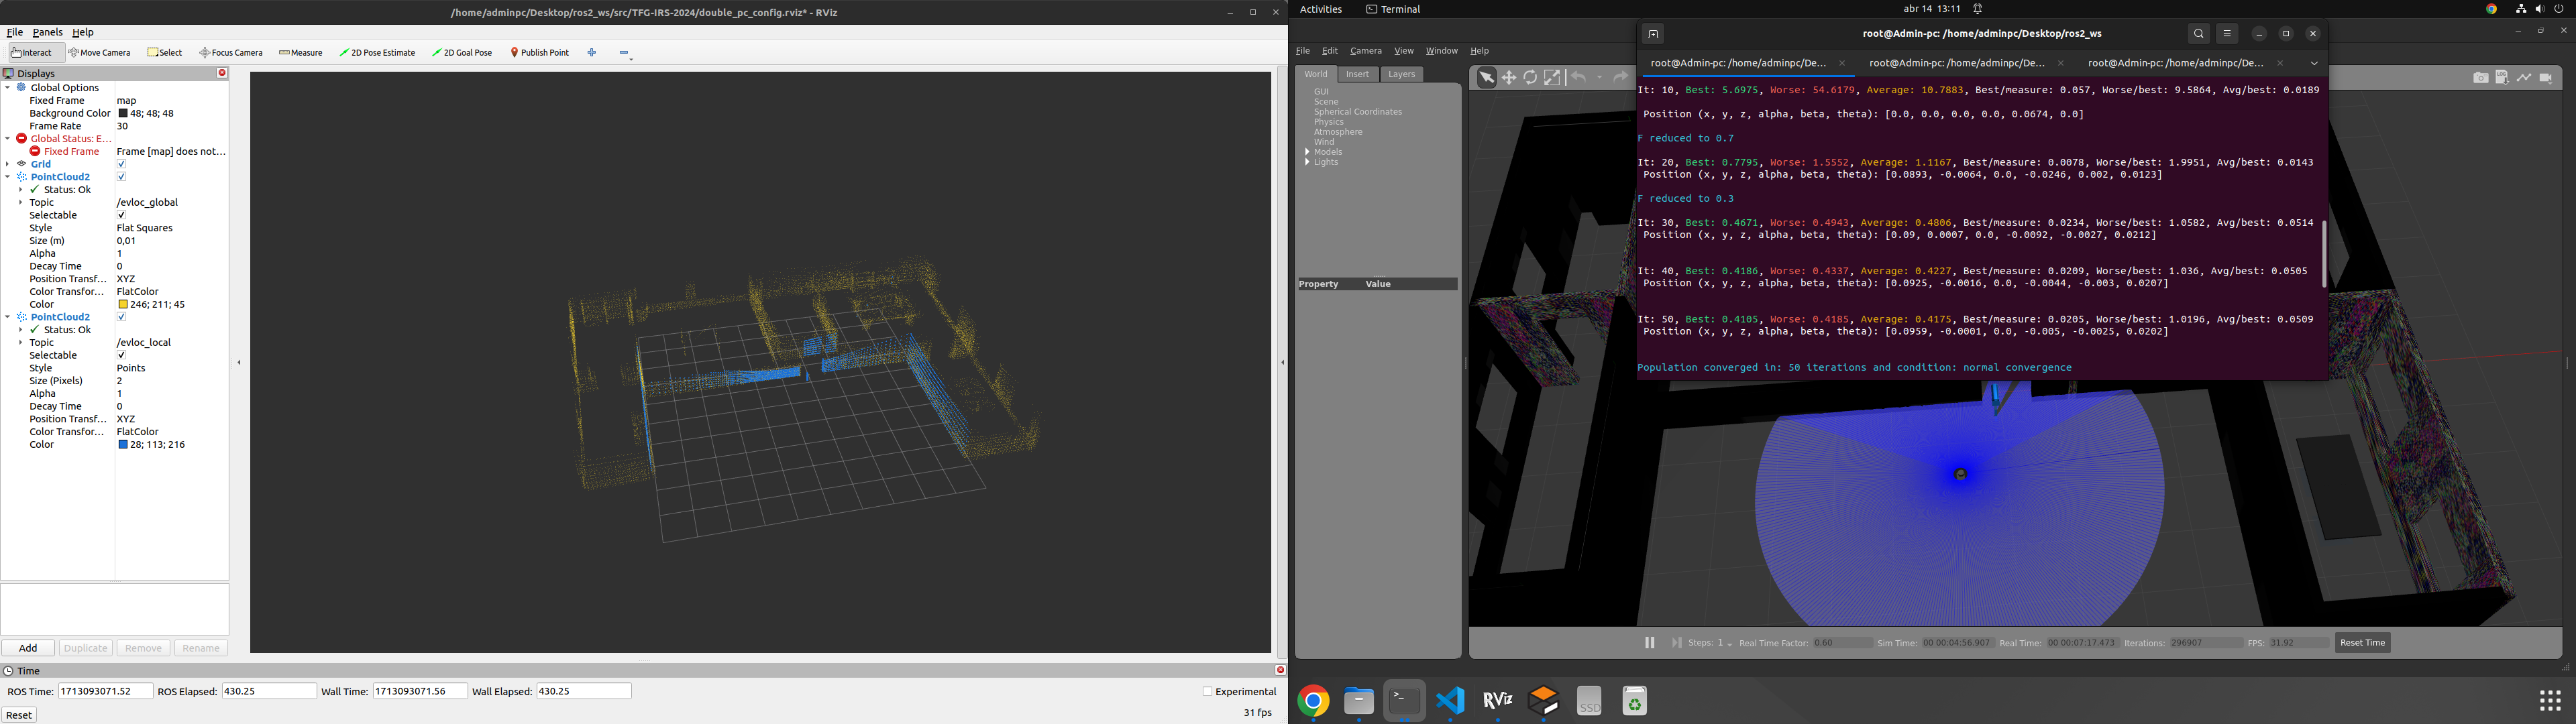 /home/adminpc/Desktop/ros2_ws/src/TFG-IRS-2024/double_pc_config.rviz* - RViz
File Panels Help
Interact Move Camera Select Focus Camera Measure 2D Pose Estimate 2D Goal Pose Publish Point
Displays
Global Options
Fixed Frame map
Background Color 48; 48; 48
Frame Rate 30
Global Status: E...
Fixed Frame Frame [map] does not...
Grid
PointCloud2
Status: Ok
Topic /evloc_global
Selectable
Style Flat Squares
Size (m) 0,01
Alpha 1
Decay Time 0
Position Transf... XYZ
Color Transfor... FlatColor
Color 246; 211; 45
PointCloud2
Status: Ok
Topic /evloc_local
Selectable
Style Points
Size (Pixels) 2
Alpha 1
Decay Time 0
Position Transf... XYZ
Color Transfor... FlatColor
Color 28; 113; 216
Add Duplicate Remove Rename
Time
ROS Time: 1713093071.52 ROS Elapsed: 430.25 Wall Time: 1713093071.56 Wall Elapsed: 430.25 Experimental
Reset 31 fps
Activities Terminal abr 14 13:11
File Edit Camera View Window Help
World Insert Layers
GUI
Scene
Spherical Coordinates
Physics
Atmosphere
Wind
Models
Lights
Property Value
root@Admin-pc: /home/adminpc/Desktop/ros2_ws
root@Admin-pc: /home/adminpc/De... root@Admin-pc: /home/adminpc/De... root@Admin-pc: /home/adminpc/De...
It: 10, Best: 5.6975, Worse: 54.6179, Average: 10.7883, Best/measure: 0.057, Worse/best: 9.5864, Avg/best: 0.0189
Position (x, y, z, alpha, beta, theta): [0.0, 0.0, 0.0, 0.0, 0.0674, 0.0]
F reduced to 0.7
It: 20, Best: 0.7795, Worse: 1.5552, Average: 1.1167, Best/measure: 0.0078, Worse/best: 1.9951, Avg/best: 0.0143
Position (x, y, z, alpha, beta, theta): [0.0893, -0.0064, 0.0, -0.0246, 0.002, 0.0123]
F reduced to 0.3
It: 30, Best: 0.4671, Worse: 0.4943, Average: 0.4806, Best/measure: 0.0234, Worse/best: 1.0582, Avg/best: 0.0514
Position (x, y, z, alpha, beta, theta): [0.09, 0.0007, 0.0, -0.0092, -0.0027, 0.0212]
It: 40, Best: 0.4186, Worse: 0.4337, Average: 0.4227, Best/measure: 0.0209, Worse/best: 1.036, Avg/best: 0.0505
Position (x, y, z, alpha, beta, theta): [0.0925, -0.0016, 0.0, -0.0044, -0.003, 0.0207]
It: 50, Best: 0.4105, Worse: 0.4185, Average: 0.4175, Best/measure: 0.0205, Worse/best: 1.0196, Avg/best: 0.0509
Position (x, y, z, alpha, beta, theta): [0.0959, -0.0001, 0.0, -0.005, -0.0025, 0.0202]
Population converged in: 50 iterations and condition: normal convergence
Steps: 1 Real Time Factor: 0.60 Sim Time: 00 00:04:56.907 Real Time: 00 00:07:17.473 Iterations: 296907 FPS: 31.92 Reset Time
RViz
SSD